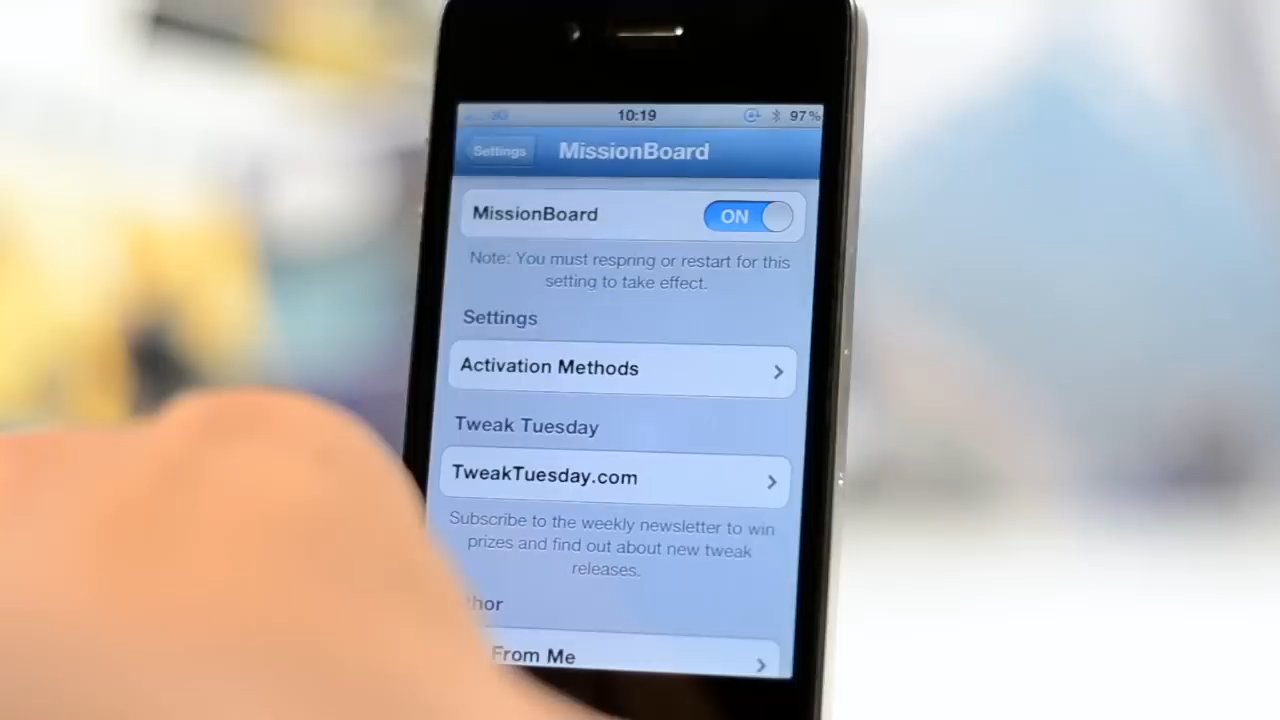 3G 10:19 97%
Settings MissionBoard
MissionBoard ON
Note: You must respring or restart for this
setting to take effect.
Settings
Activation Methods
Tweak Tuesday
TweakTuesday.com
Subscribe to the weekly newsletter to win
prizes and find out about new tweak
releases.
thor
From Me